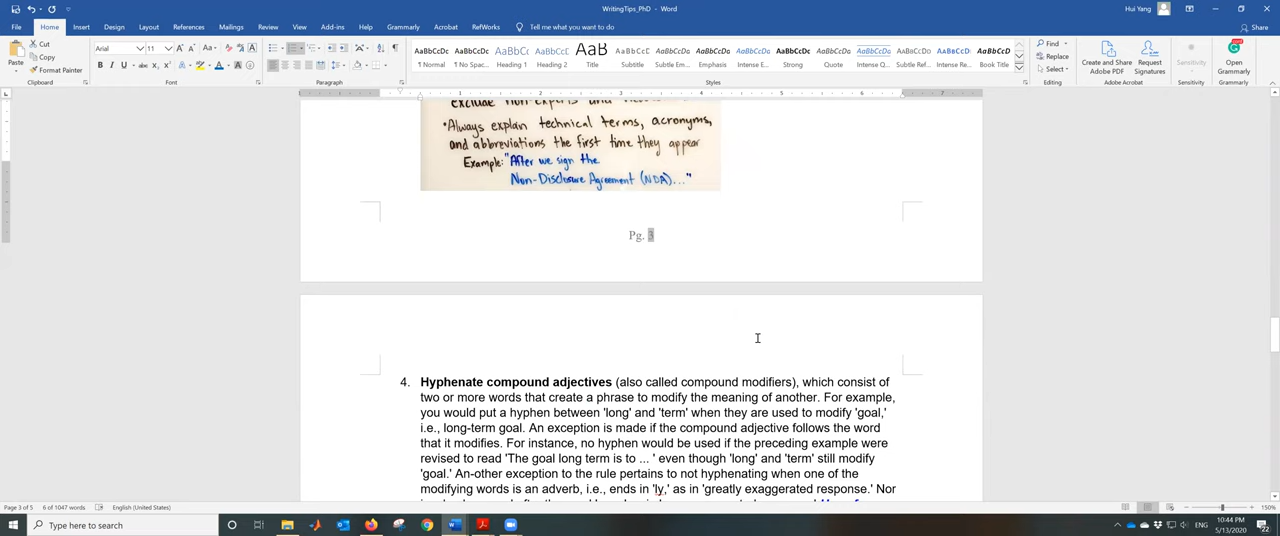 WritingTips_PhD - Word
Hui Yang
File Home Insert Design Layout References Mailings Review View Add-ins Help Grammarly Acrobat RefWorks Tell me what you want to do
Share
Paste
Cut
Copy
Format Painter
Arial 11
AaBbCcDc AaBbCcDc AaBbCc AaBbCcD AaB AaBbCcD AaBbCcDc AaBbCcDc AaBbCcDc AaBbCcDc AaBbCcDc AaBbCcDc AaBbCcDc AaBbCcDc AaBbCcDc
¶ Normal ¶ No Spac... Heading 1 Heading 2 Title Subtitle Subtle Em... Emphasis Intense E... Strong Quote Intense Q... Subtle Ref... Intense Re... Book Title
Find
Replace
Select
Create and Share
Adobe PDF
Request
Signatures
Sensitivity
Open
Grammarly
Clipboard Font Paragraph Styles Editing Adobe Acrobat Sensitivity Grammarly
exclude non-experts and
•Always explain technical terms, acronyms,
and abbreviations the first time they appear
Example: "After we sign the
Non-Disclosure Agreement (NDA)..."
Pg. 3
4. Hyphenate compound adjectives (also called compound modifiers), which consist of
two or more words that create a phrase to modify the meaning of another. For example,
you would put a hyphen between 'long' and 'term' when they are used to modify 'goal,'
i.e., long-term goal. An exception is made if the compound adjective follows the word
that it modifies. For instance, no hyphen would be used if the preceding example were
revised to read 'The goal long term is to ... ' even though 'long' and 'term' still modify
'goal.' An-other exception to the rule pertains to not hyphenating when one of the
modifying words is an adverb, i.e., ends in 'ly,' as in 'greatly exaggerated response.' Nor
Page 3 of 5 6 of 1047 words English (United States)
150%
Type here to search
ENG
10:44 PM
5/13/2020
22